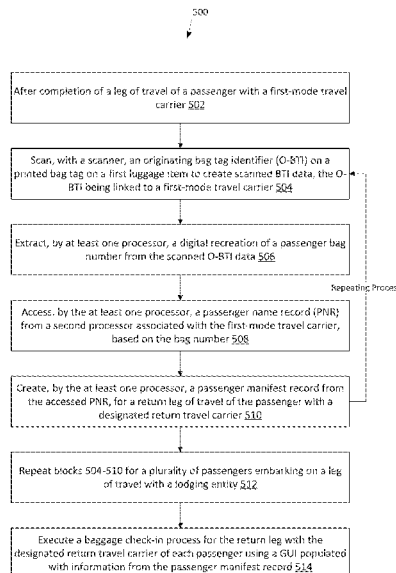 500
After completion of a leg of travel of a passenger with a first-mode travel
carrier 502
Scan, with a scanner, an originating bag tag identifier (O-BTI) on a
printed bag tag on a first luggage item to create scanned BTI data, the O-
BTI being linked to a first-mode travel carrier 504
Extract, by at least one processor, a digital recreation of a passenger bag
number from the scanned O-BTI data 506
Repeating Proces
Access, by the at least one processor, a passenger name record (PNR)
from a second processor associated with the first-mode travel carrier,
based on the bag number 508
Create, by the at least one processor, a passenger manifest record from
the accessed PNR, for a return leg of travel of the passenger with a
designated return travel carrier 510
Repeat blocks 504-510 for a plurality of passengers embarking on a leg
of travel with a lodging entity 512
Execute a baggage check-in process for the return leg with the
designated return travel carrier of each passenger using a GUI populated
with information from the passenger manifest record 514